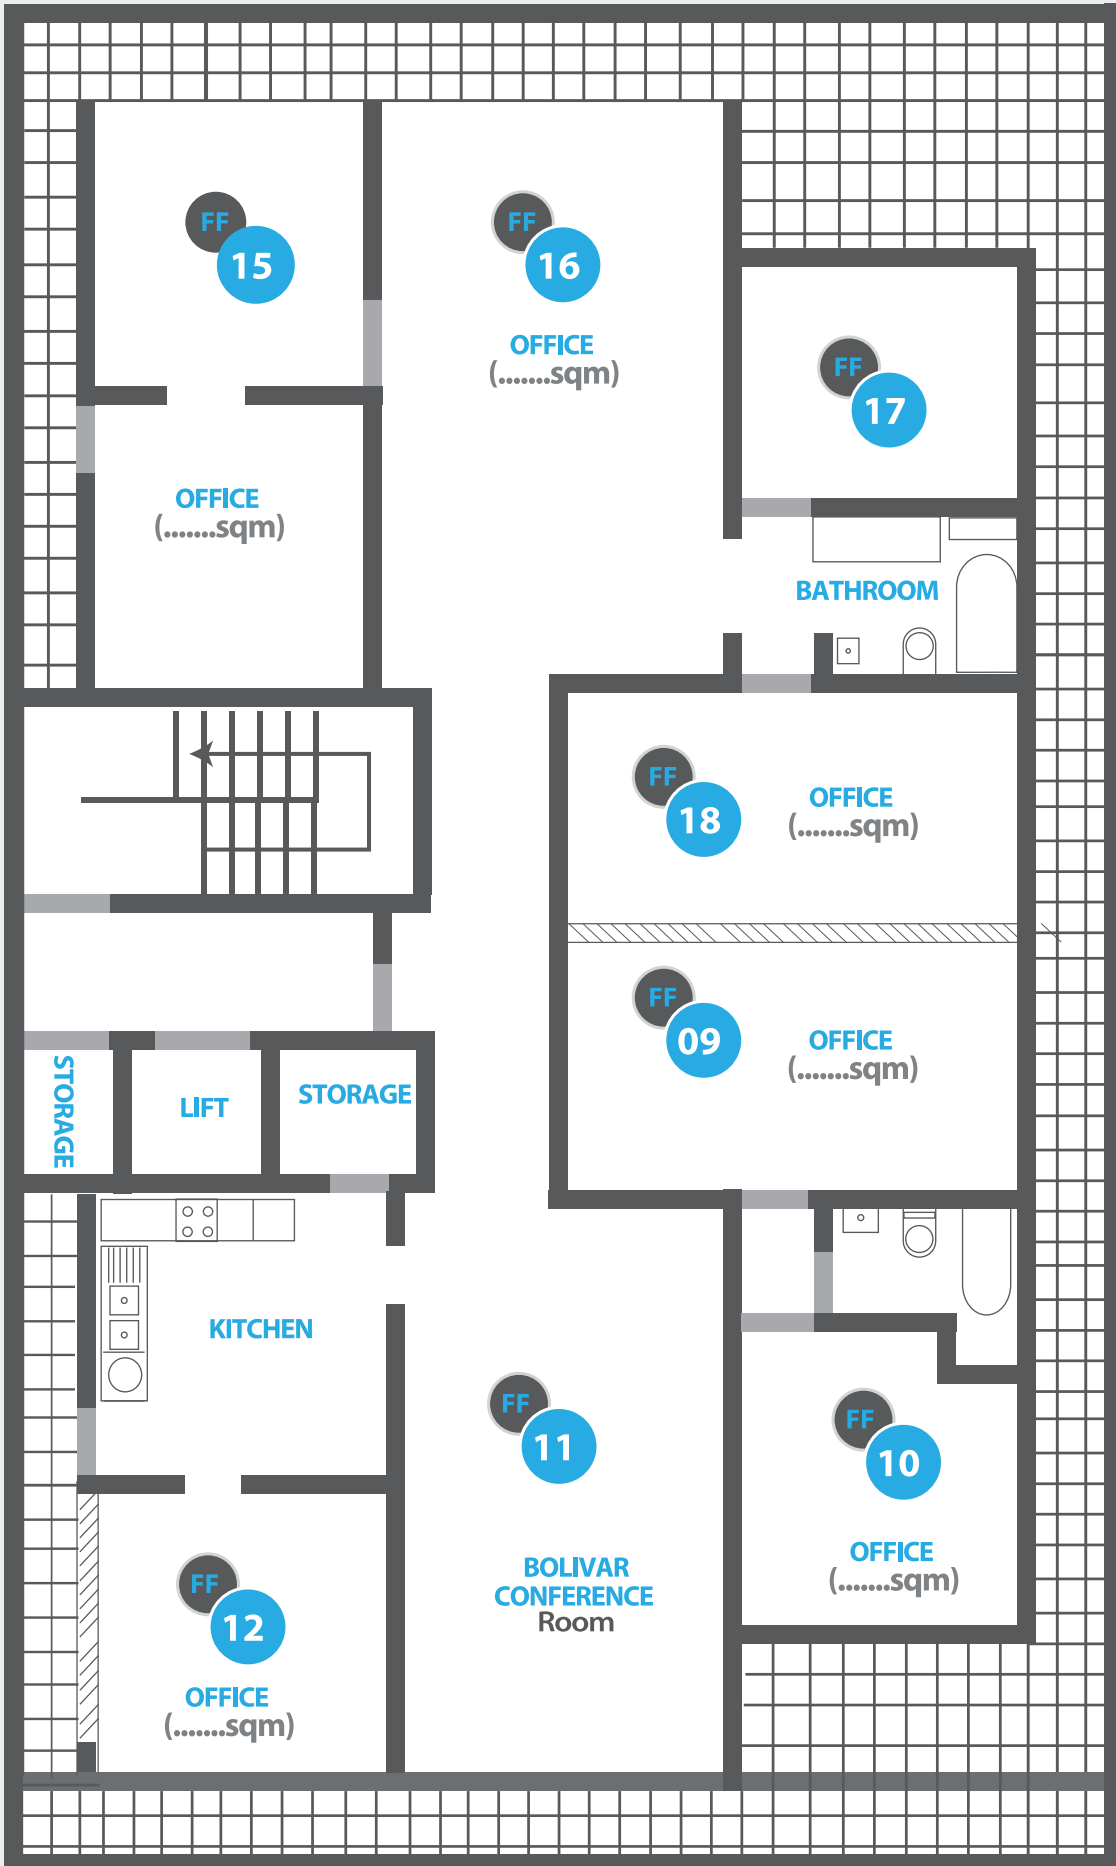 FF
15
FF
16
OFFICE
(.......sqm)
FF
17
OFFICE
(.......sqm)
BATHROOM
FF
18
OFFICE
(.......sqm)
FF
09
OFFICE
(.......sqm)
STORAGE
LIFT
STORAGE
KITCHEN
FF
11
BOLIVAR
CONFERENCE
Room
FF
10
OFFICE
(.......sqm)
FF
12
OFFICE
(.......sqm)